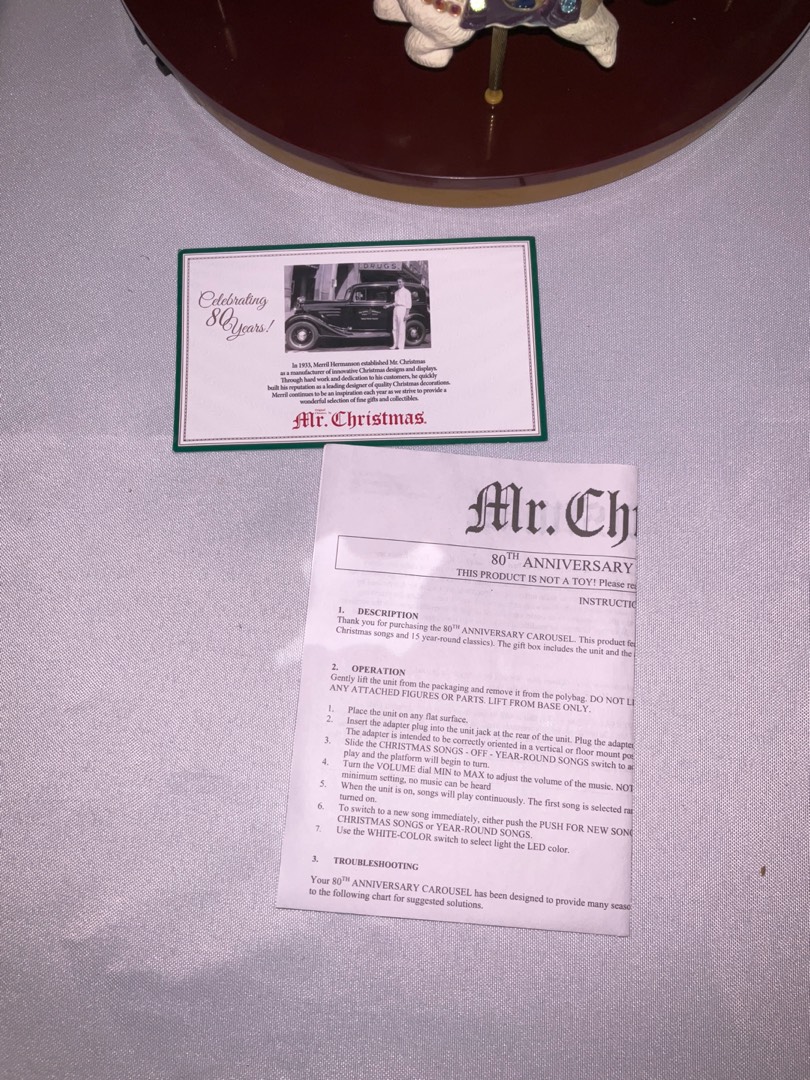 DRUGS
Celebrating
80
Years!
In 1933, Merril Hermanson established Mr. Christmas
as a manufacturer of innovative Christmas designs and displays.
Through hard work and dedication to his customers, he quickly
built his reputation as a leading designer of quality Christmas decorations.
Merril continues to be an inspiration each year as we strive to provide a
wonderful selection of fine gifts and collectibles.
Mr. Christmas
Mr. Ch
80TH ANNIVERSARY
THIS PRODUCT IS NOT A TOY! Please re
INSTRUCTIO
1. DESCRIPTION
Thank you for purchasing the 80TH ANNIVERSARY CAROUSEL. This product fe
Christmas songs and 15 year-round classics). The gift box includes the unit and the
2. OPERATION
Gently lift the unit from the packaging and remove it from the polybag. DO NOT LI
ANY ATTACHED FIGURES OR PARTS. LIFT FROM BASE ONLY.
1. Place the unit on any flat surface.
2. Insert the adapter plug into the unit jack at the rear of the unit. Plug the adapte
The adapter is intended to be correctly oriented in a vertical or floor mount pos
3. Slide the CHRISTMAS SONGS - OFF - YEAR-ROUND SONGS switch to a
play and the platform will begin to turn.
4. Turn the VOLUME dial MIN to MAX to adjust the volume of the music. NOT
minimum setting, no music can be heard
5. When the unit is on, songs will play continuously. The first song is selected ra
turned on.
6. To switch to a new song immediately, either push the PUSH FOR NEW SONG
CHRISTMAS SONGS or YEAR-ROUND SONGS.
7. Use the WHITE-COLOR switch to select light the LED color.
3. TROUBLESHOOTING
Your 80TH ANNIVERSARY CAROUSEL has been designed to provide many seaso
to the following chart for suggested solutions.